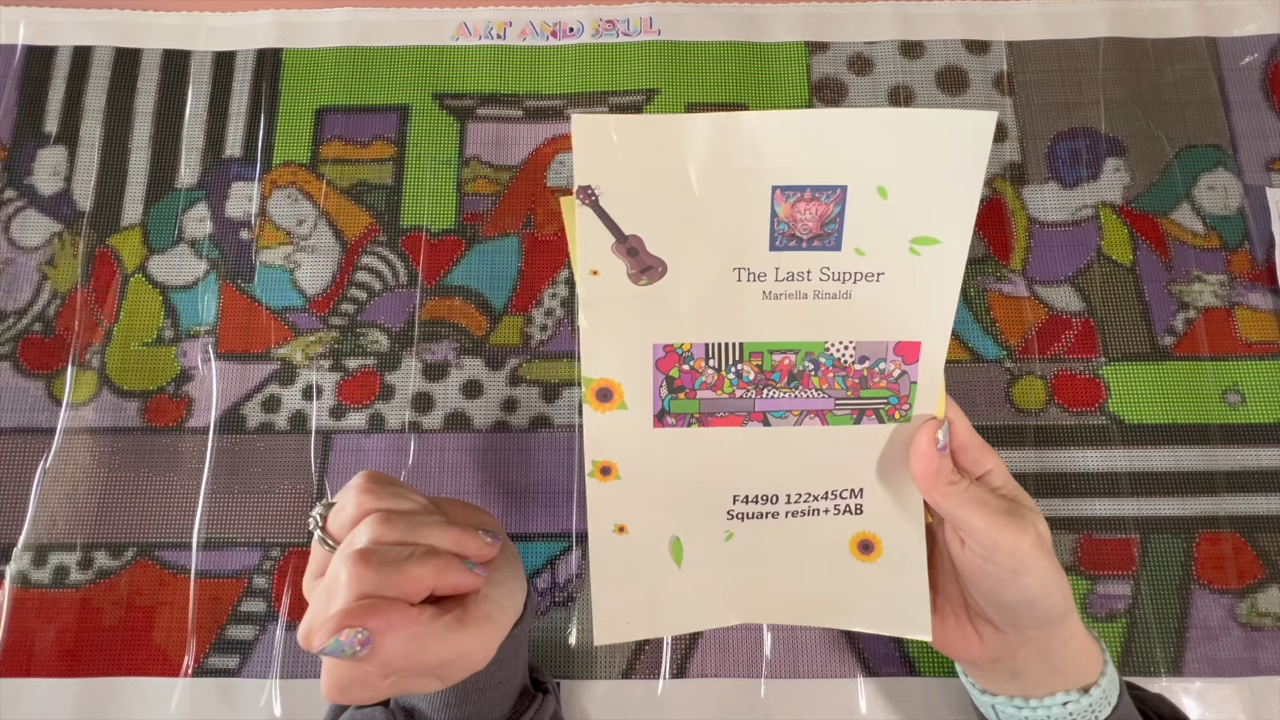 ART AND SOUL
The Last Supper
Mariella Rinaldi
F4490 122x45CM
Square resin+5AB